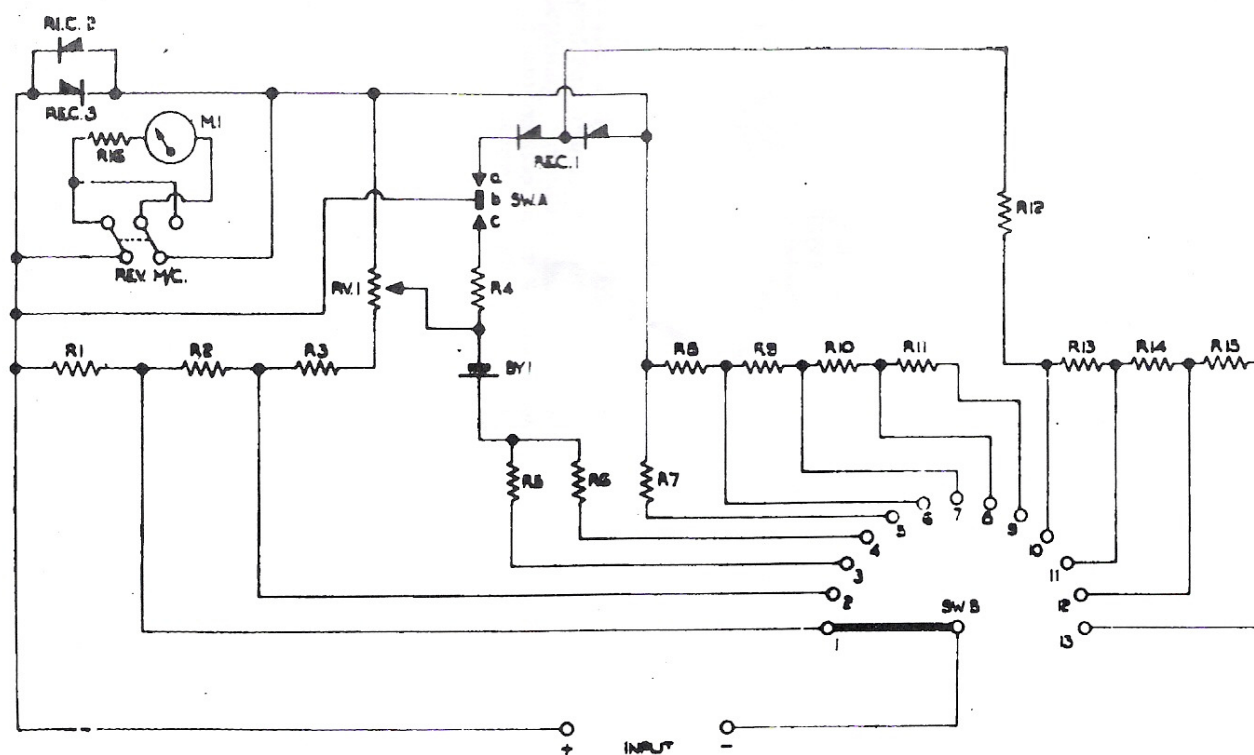 REC.2
REC.3
M.1
R16
REV. M/C.
REC.1
a
b
SW.A
c
R12
RV.1
R4
R1
R2
R3
BY1
R8
R9
R10
R11
R13
R14
R15
R5
R6
R7
6
7
8
9
5
4
10
3
11
2
SW.B
12
1
13
+
INPUT
-